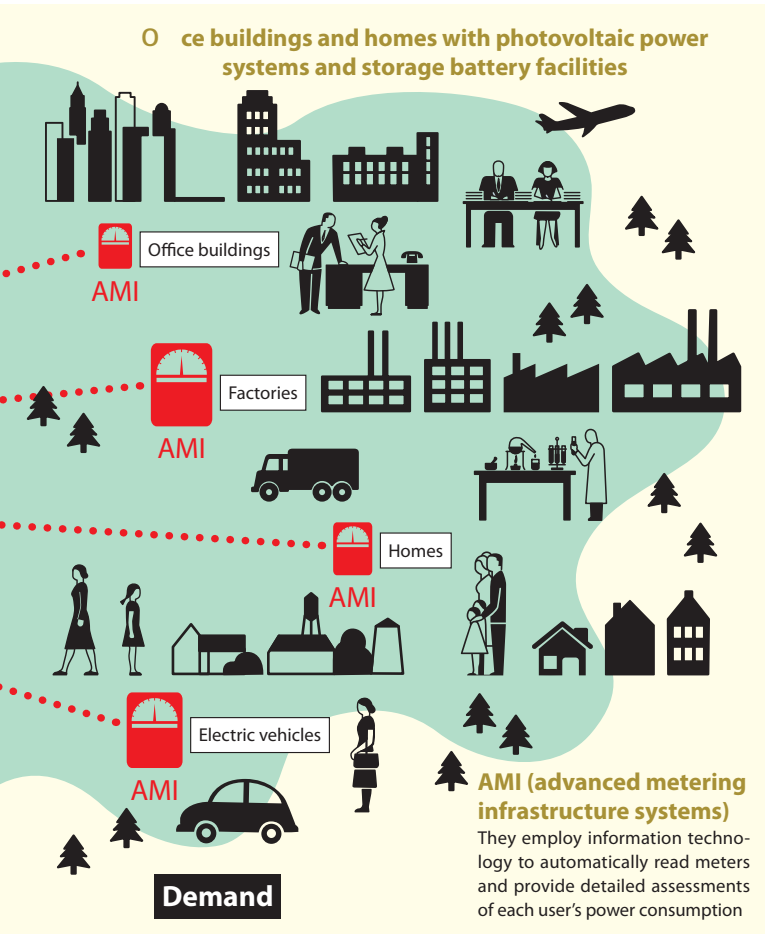 O ce buildings and homes with photovoltaic power
systems and storage battery facilities
Office buildings
AMI
Factories
AMI
Homes
AMI
Electric vehicles
AMI
AMI (advanced metering
infrastructure systems)
They employ information techno-
logy to automatically read meters
and provide detailed assessments
of each user's power consumption
Demand